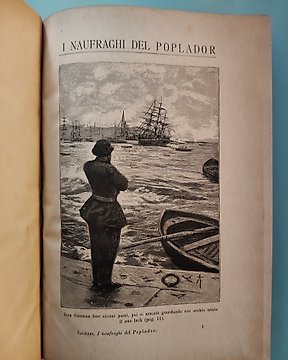 I NAUFRAGHI DEL POPLADOR
Don Guzman fece alcuni passi, poi si arrestò guardando con occhio triste
il suo brik (pag. 11).
SALGARI, I naufraghi del Poplador.
1